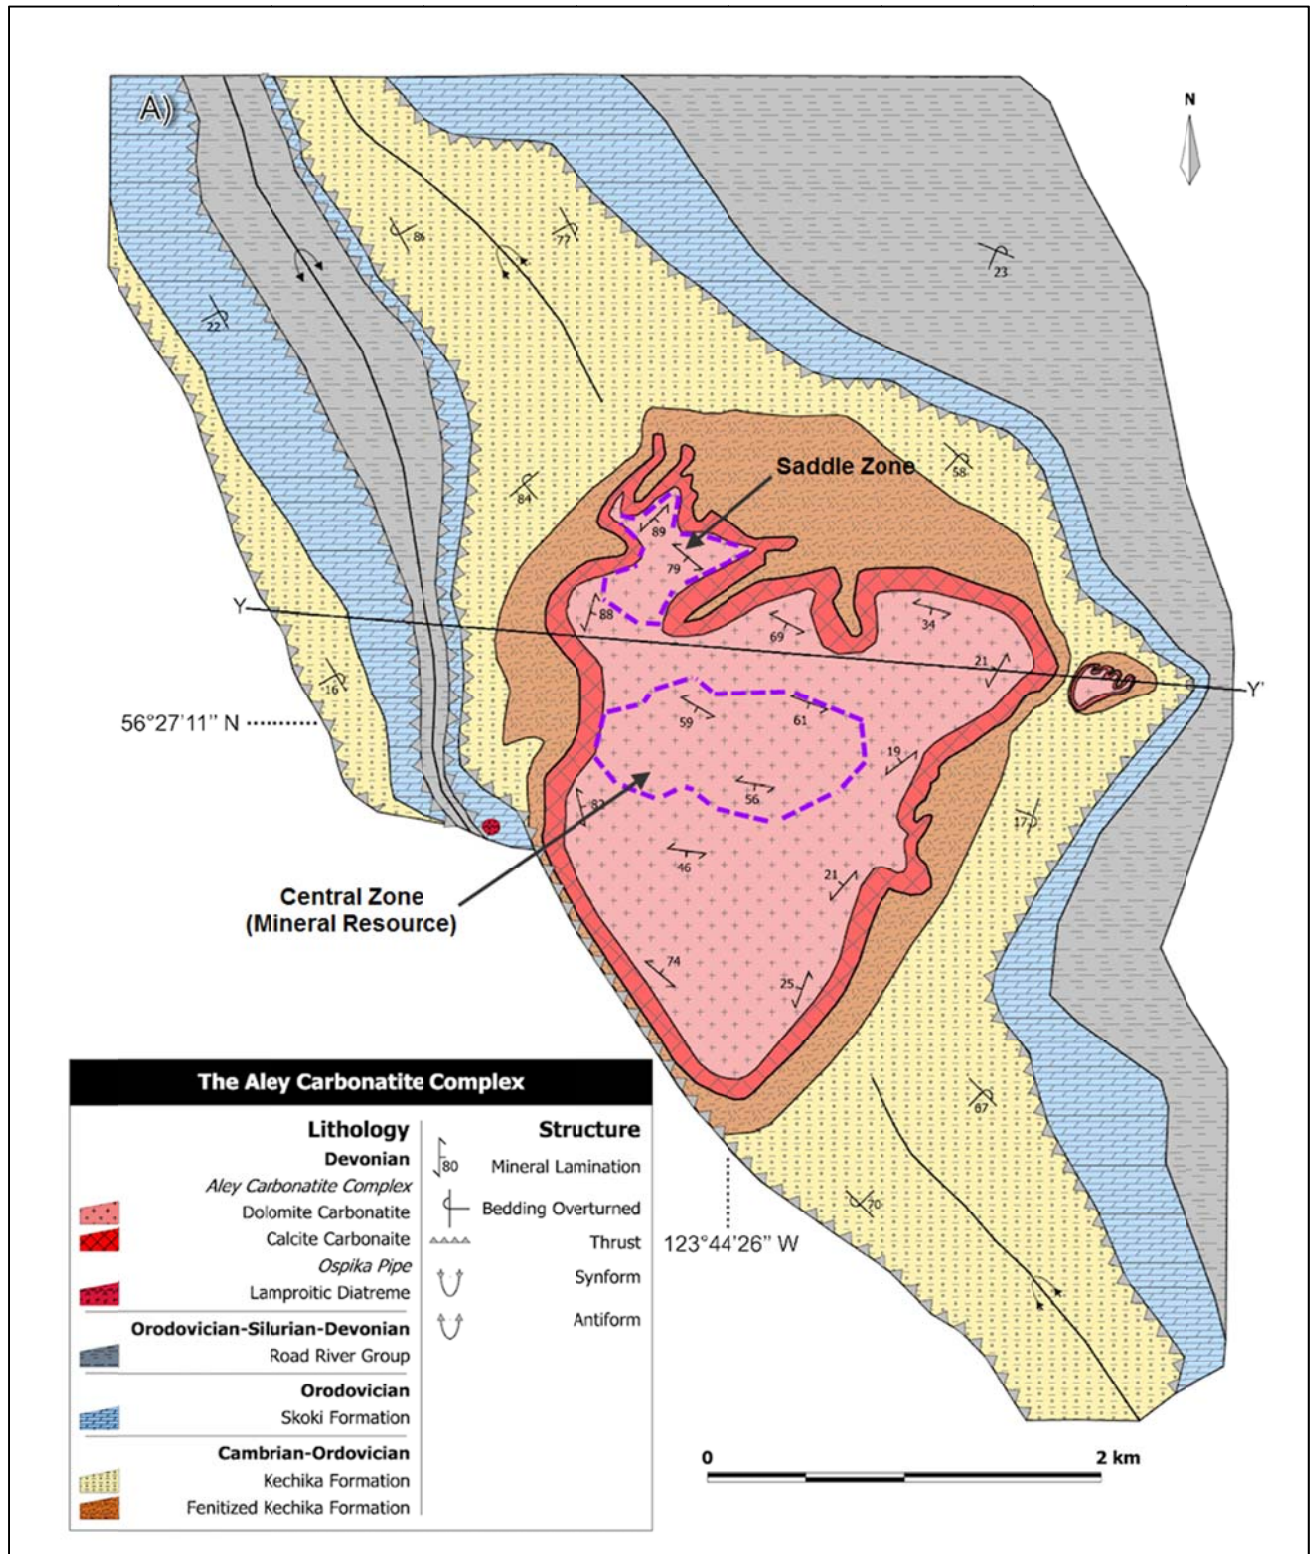 A)
N
8
77
23
22
58
84
Saddle Zone
89
79
Y
88
69
34
21
16
Y'
56°27'11'' N
59
61
19
82
56
17
46
21
Central Zone
(Mineral Resource)
74
25
67
70
123°44'26'' W
The Aley Carbonatite Complex
Lithology
Devonian
Aley Carbonatite Complex
Dolomite Carbonatite
Calcite Carbonaite
Ospika Pipe
Lamproitic Diatreme
Orodovician-Silurian-Devonian
Road River Group
Orodovician
Skoki Formation
Cambrian-Ordovician
Kechika Formation
Fenitized Kechika Formation
Structure
80
Mineral Lamination
Bedding Overturned
Thrust
Synform
Antiform
0
2 km